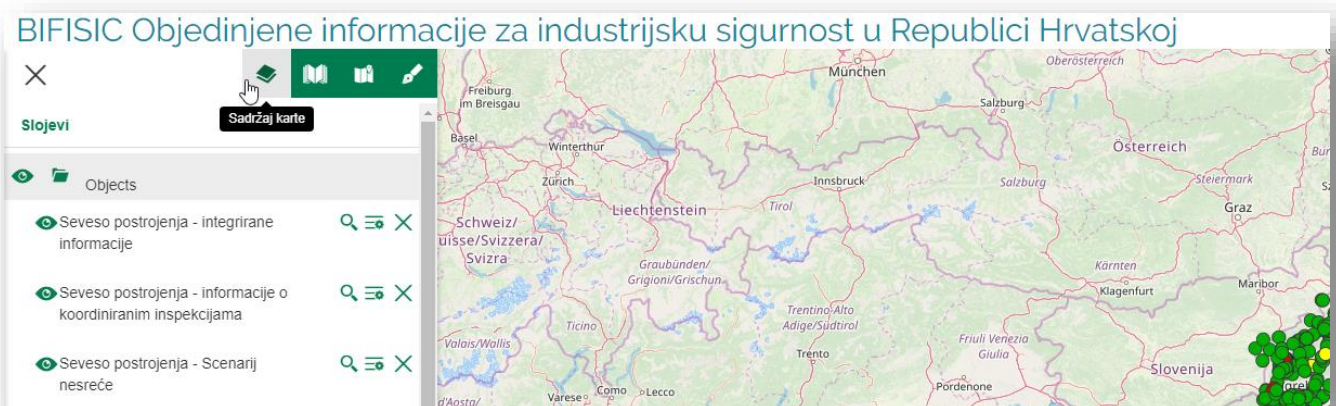 BIFISIC Objedinjene informacije za industrijsku sigurnost u Republici Hrvatskoj
Sadržaj karte
Slojevi
Objects
Seveso postrojenja - integrirane
informacije
Seveso postrojenja - informacije o
koordiniranim inspekcijama
Seveso postrojenja - Scenarij
nesreće
München
Oberösterreich
Freiburg
im Breisgau
Salzburg
Basel
Winterthur
Österreich
Zürich
Innsbruck
Salzburg
Steiermark
Liechtenstein
Tirol
Graz
Schweiz/
uisse/Svizzera/
Svizra
Graubünden/
Grigioni/Grischun
Kärnten
Klagenfurt
Maribor
Trentino-Alto
Adige/Südtirol
Ticino
Valais/Wallis
Friuli Venezia
Giulia
Trento
Slovenija
Pordenone
Como
Lecco
Varese
d'Aosta/